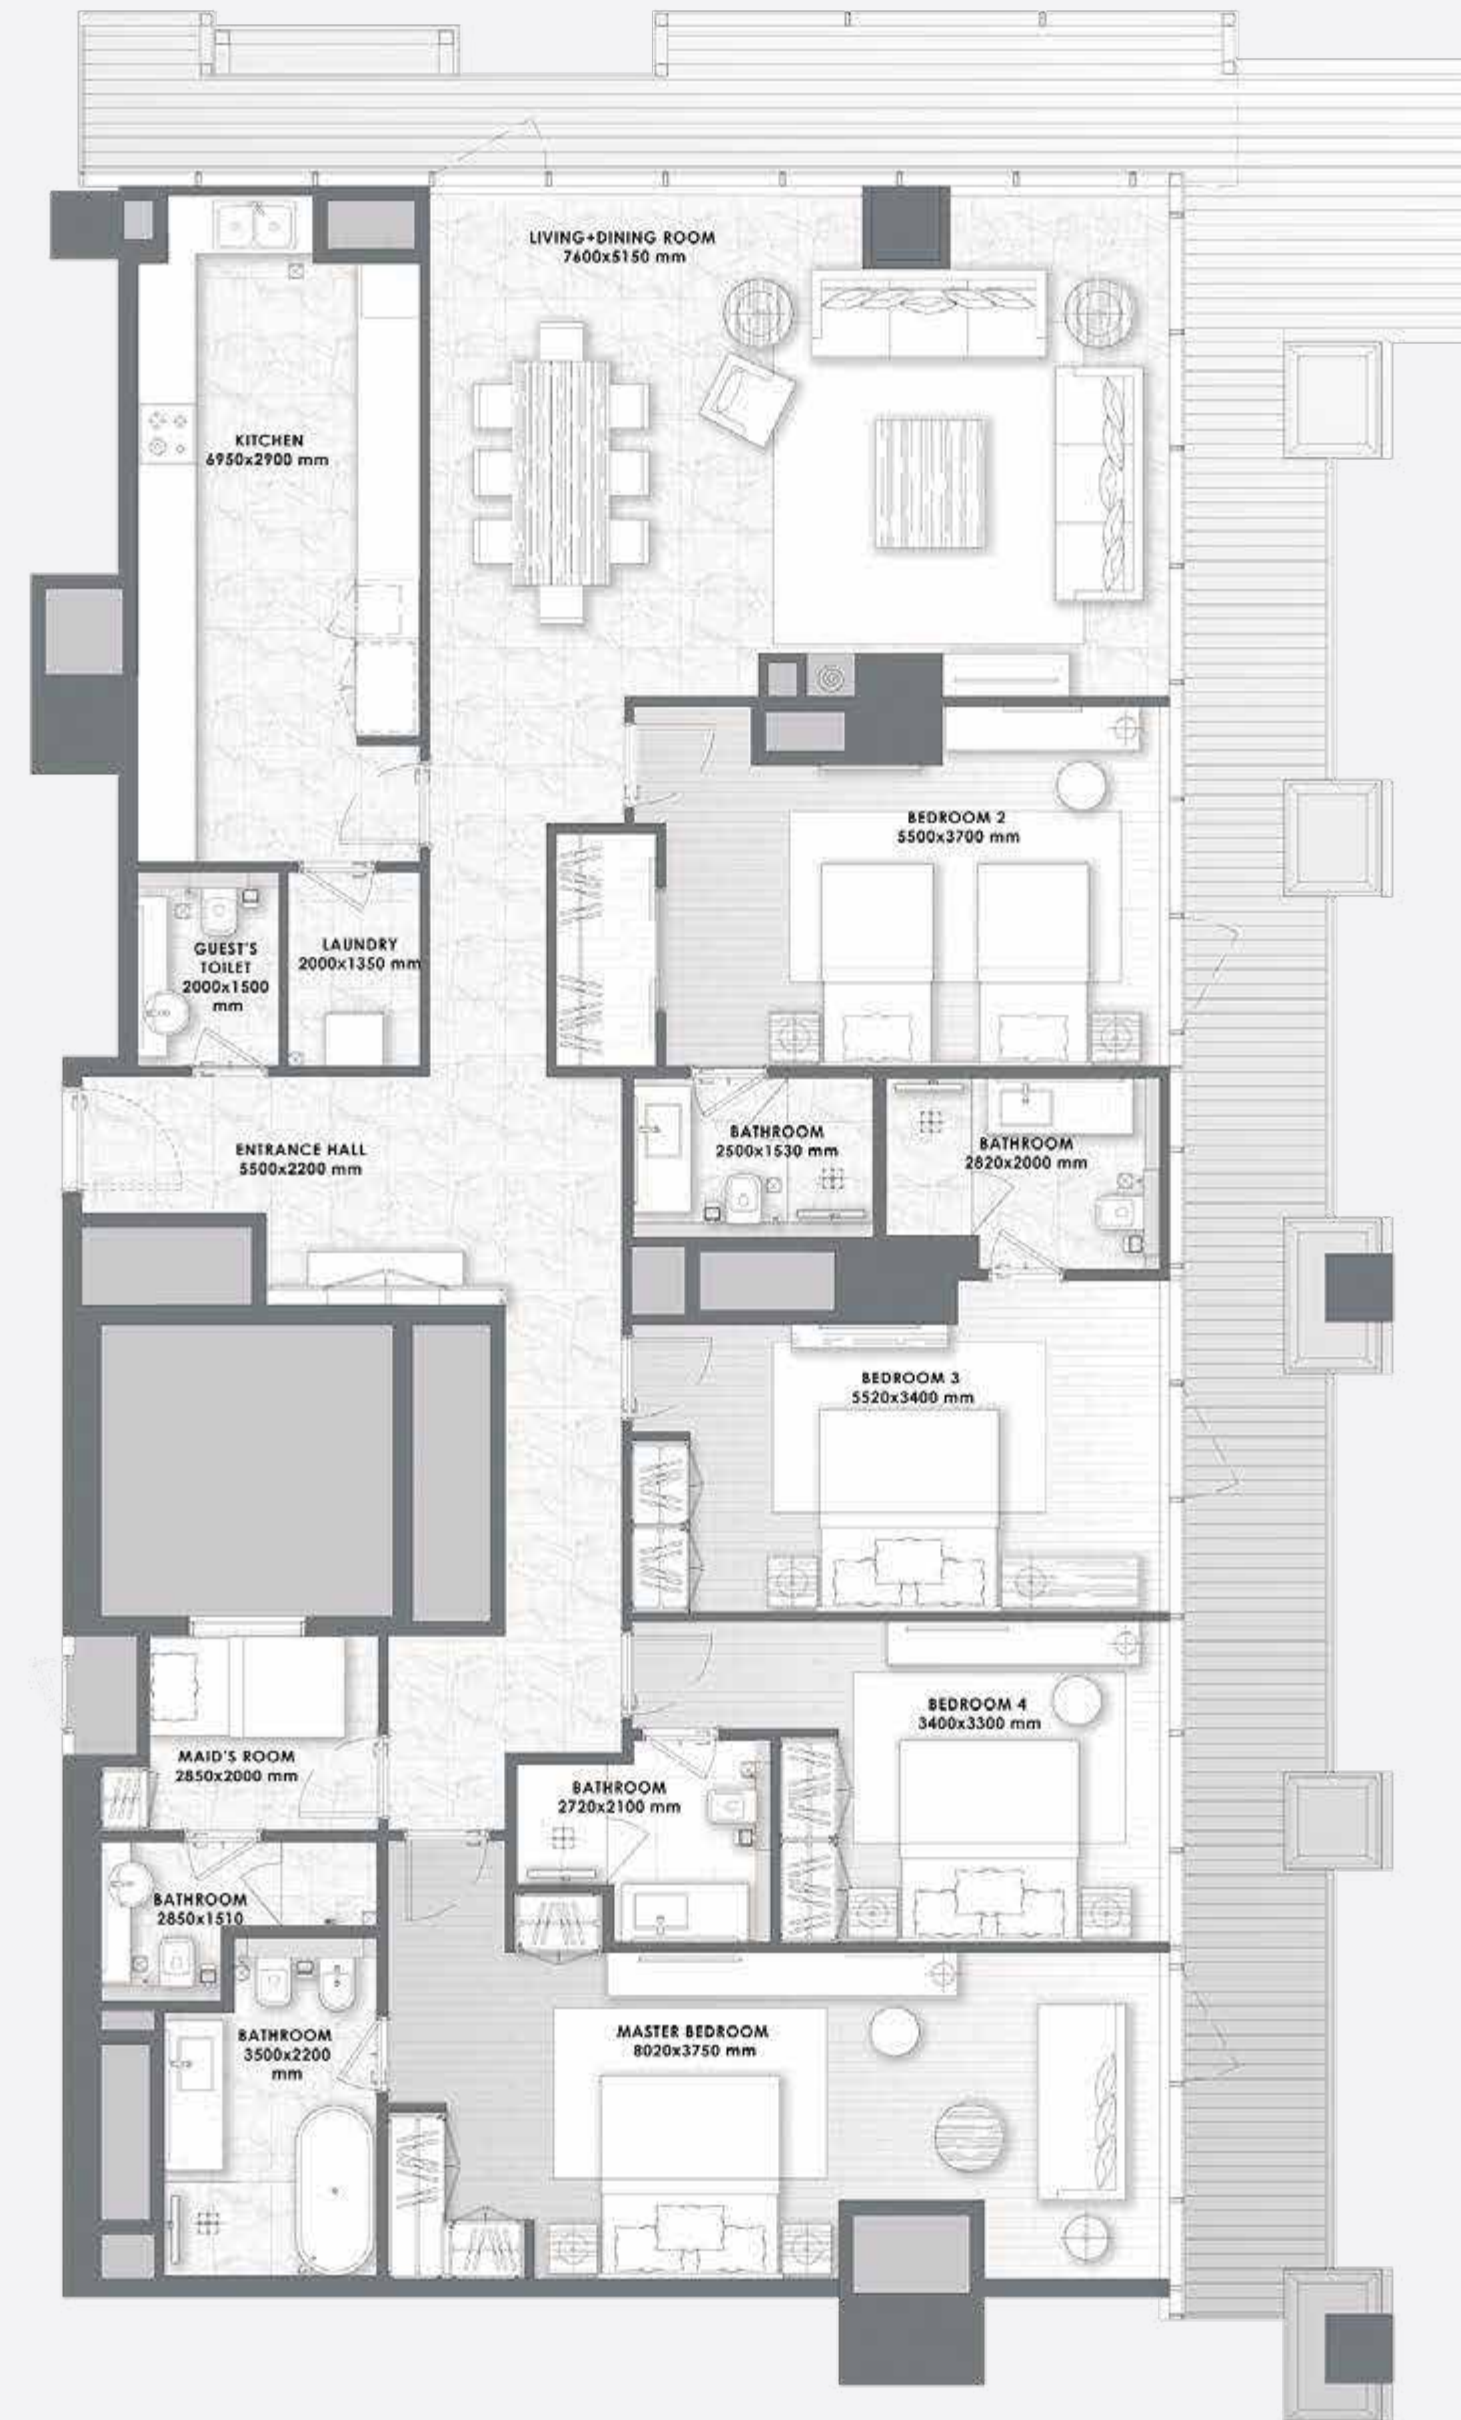 LIVING+DINING ROOM
7600x5150 mm
KITCHEN
6950x2900 mm
BEDROOM 2
5500x3700 mm
GUEST'S
TOILET
2000x1500
mm
LAUNDRY
2000x1350 mm
ENTRANCE HALL
5500x2200 mm
BATHROOM
2500x1530 mm
BATHROOM
2820x2000 mm
BEDROOM 3
5520x3400 mm
BEDROOM 4
3400x3300 mm
MAID'S ROOM
2850x2000 mm
BATHROOM
2720x2100 mm
BATHROOM
2850x1510
BATHROOM
3500x2200
mm
MASTER BEDROOM
8020x3750 mm